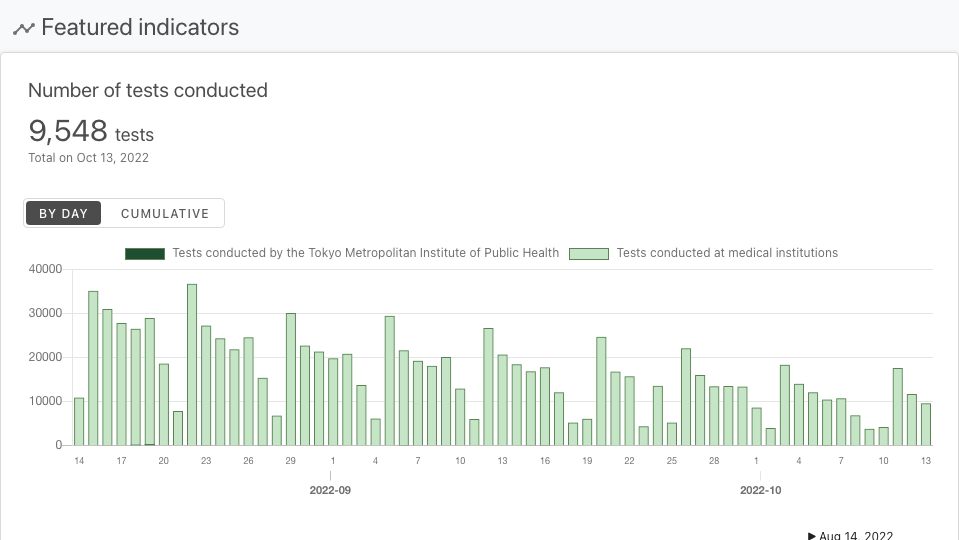 Featured indicators
Number of tests conducted
9,548 tests
Total on Oct 13, 2022
BY DAY CUMULATIVE
Tests conducted by the Tokyo Metropolitan Institute of Public Health Tests conducted at medical institutions
40000
30000
20000
10000
0
14 17 20 23 26 29 1 4 7 10 13 16 19 22 25 28 1 4 7 10 13
2022-09 2022-10
Aug 14, 2022